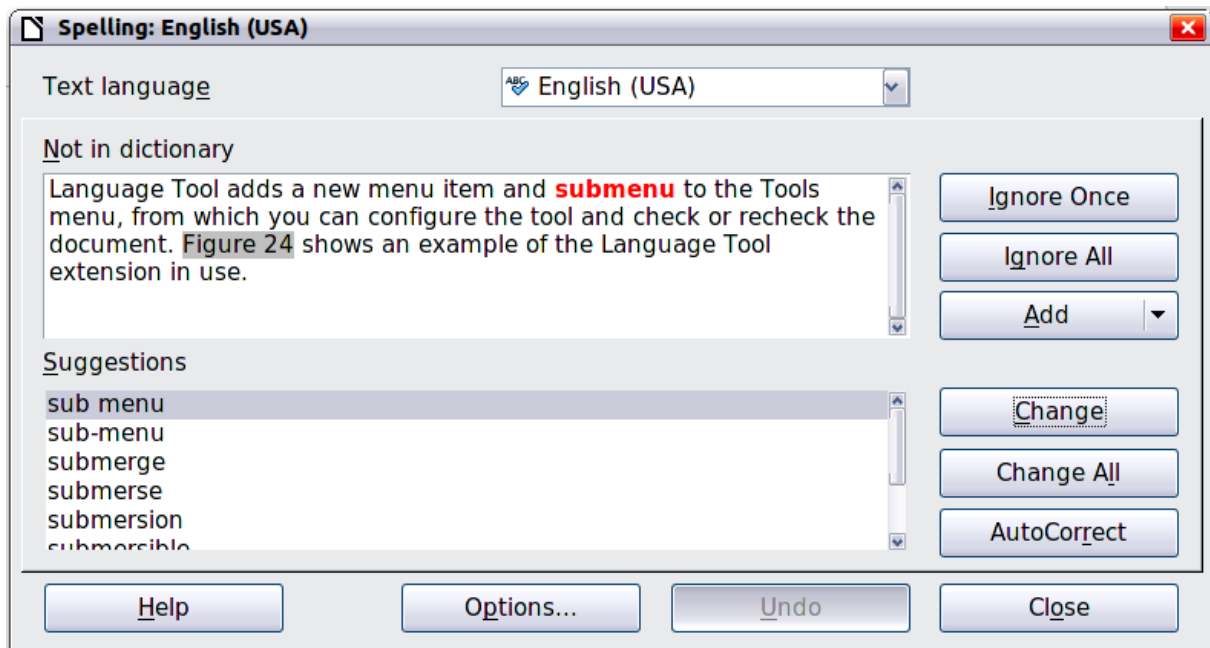 Spelling: English (USA)
Text language
English (USA)
Not in dictionary
Language Tool adds a new menu item and submenu to the Tools
menu, from which you can configure the tool and check or recheck the
document. Figure 24 shows an example of the Language Tool
extension in use.
Ignore Once
Ignore All
Add
Suggestions
sub menu
sub-menu
submerge
submerse
submersion
submersible
Change
Change All
AutoCorrect
Help
Options...
Undo
Close